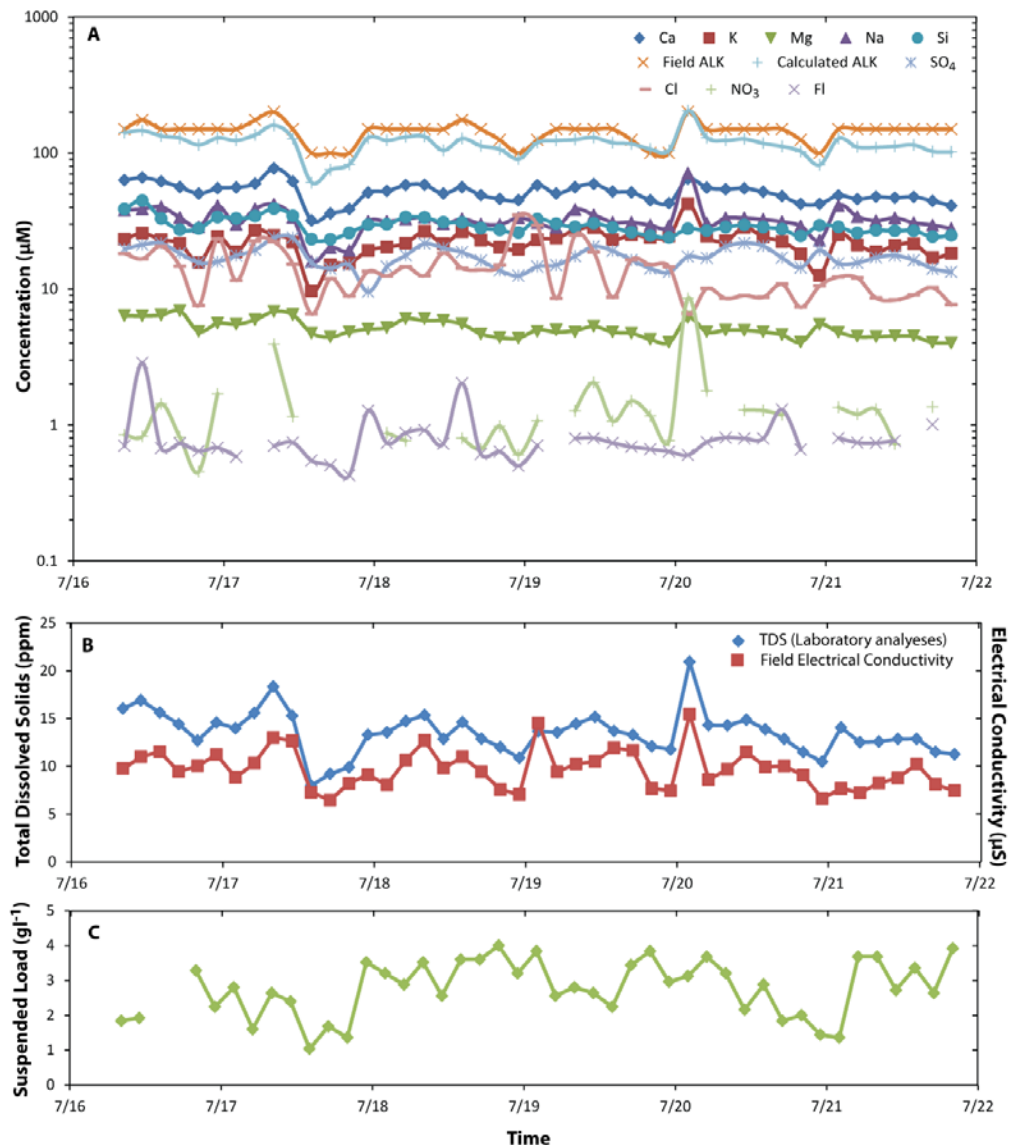 A
Ca K Mg Na Si
Field ALK Calculated ALK SO₄
Cl NO₃ Fl
Concentration (µM)
1000
100
10
1
0.1
7/16 7/17 7/18 7/19 7/20 7/21 7/22
B
TDS (Laboratory analyeses)
Field Electrical Conductivity
Total Dissolved Solids (ppm)
Electrical Conductivity (µS)
25
20
15
10
5
0
7/16 7/17 7/18 7/19 7/20 7/21 7/22
C
Suspended Load (gl⁻¹)
5
4
3
2
1
0
7/16 7/17 7/18 7/19 7/20 7/21 7/22
Time